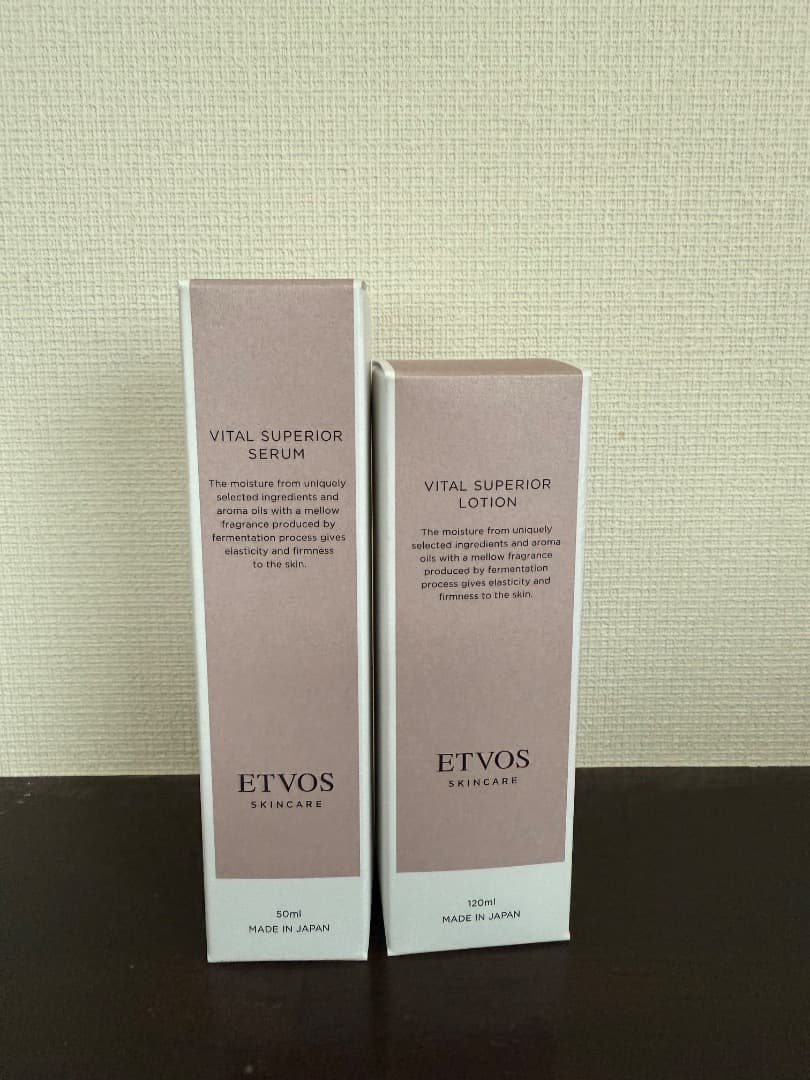 VITAL SUPERIOR
SERUM
The moisture from uniquely
selected ingredients and
aroma oils with a mellow
fragrance produced by
fermentation process gives
elasticity and firmness
to the skin.
ETVOS
SKINCARE
50ml
MADE IN JAPAN
VITAL SUPERIOR
LOTION
The moisture from uniquely
selected ingredients and aroma
oils with a mellow fragrance
produced by fermentation
process gives elasticity and
firmness to the skin.
ETVOS
SKINCARE
120ml
MADE IN JAPAN